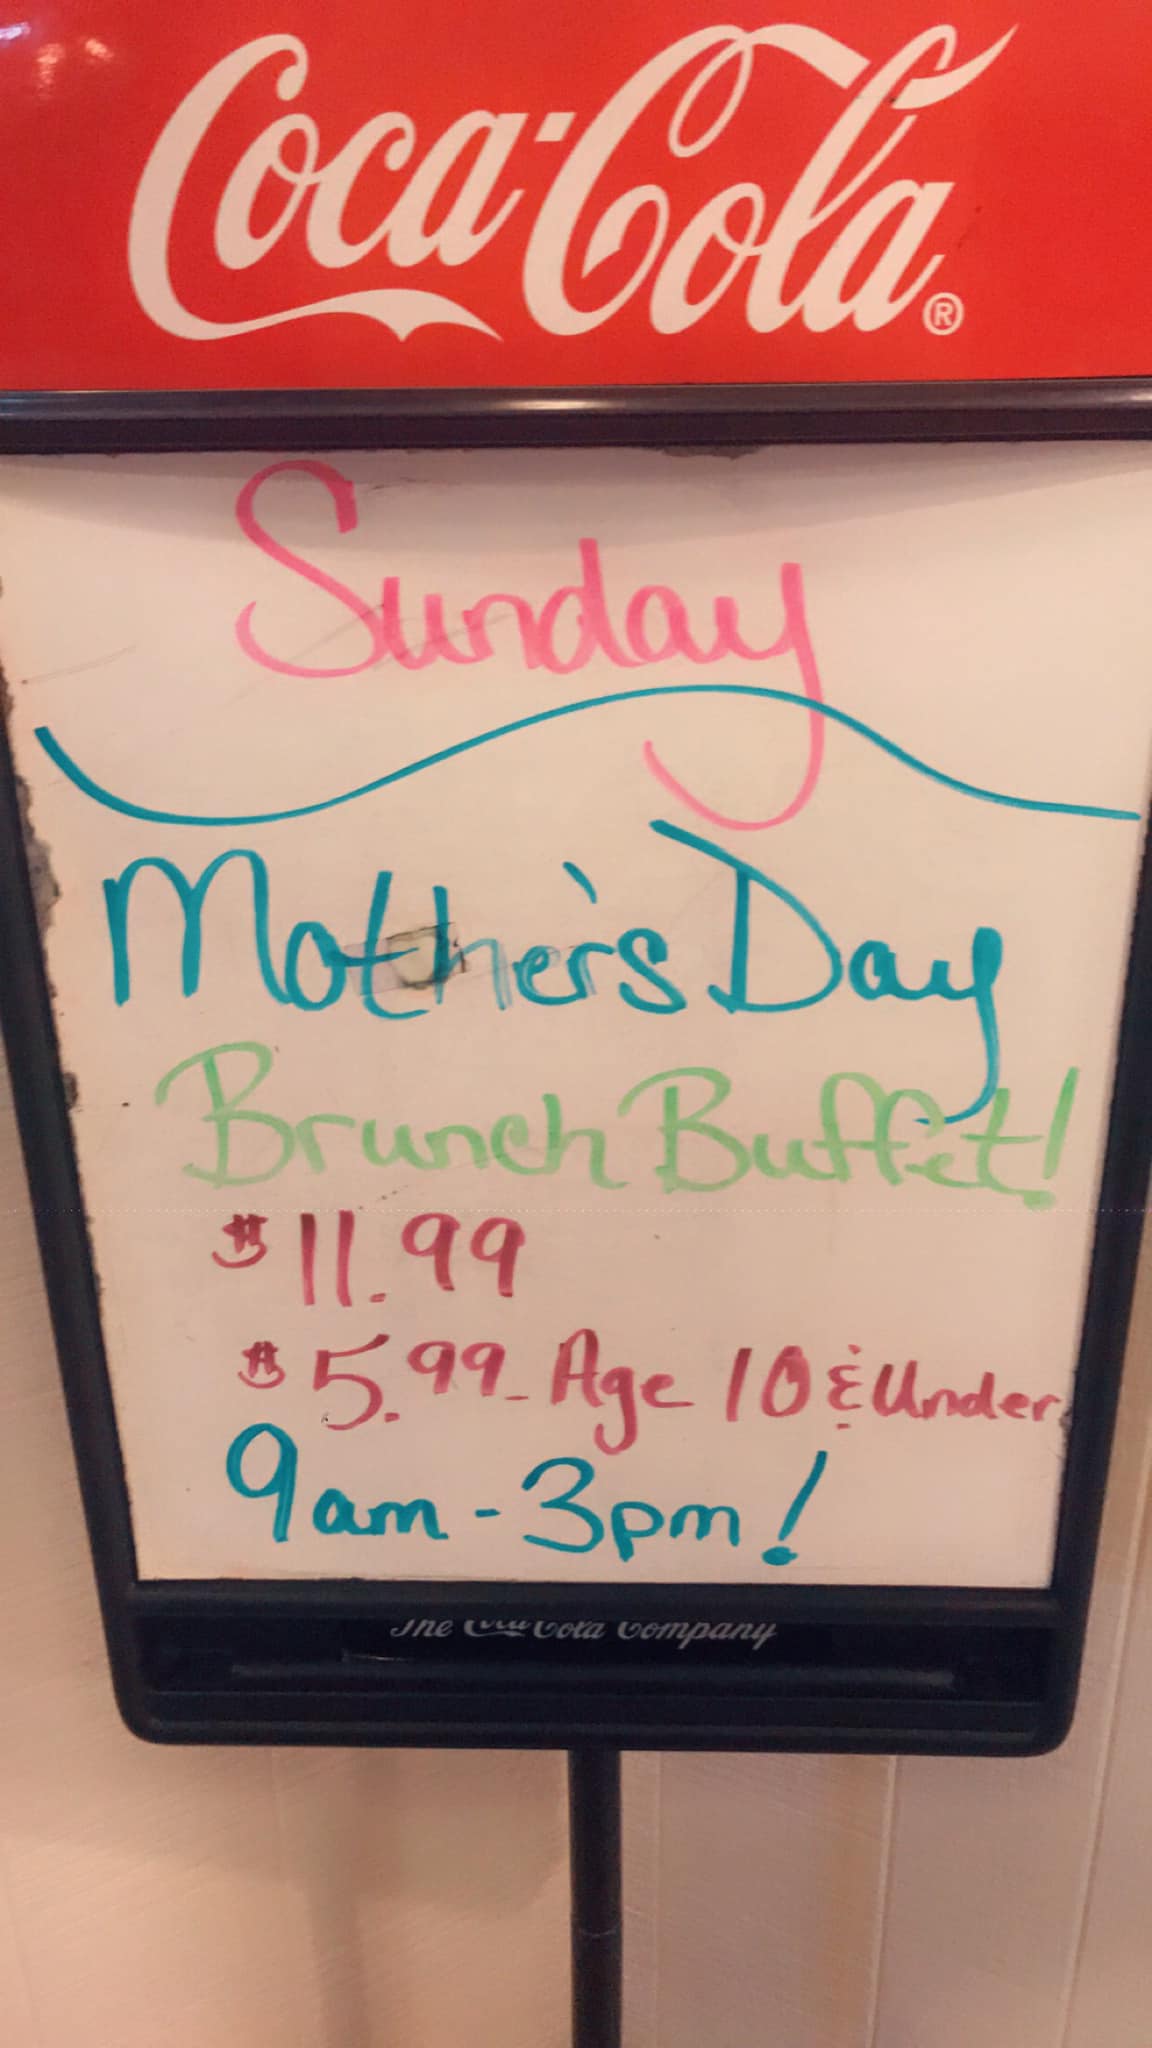 Coca-Cola®
Sunday
Mother's Day
Brunch Buffet!
$11.99
$5.99 - Age 10 & Under
9am - 3pm!
The Coca-Cola Company